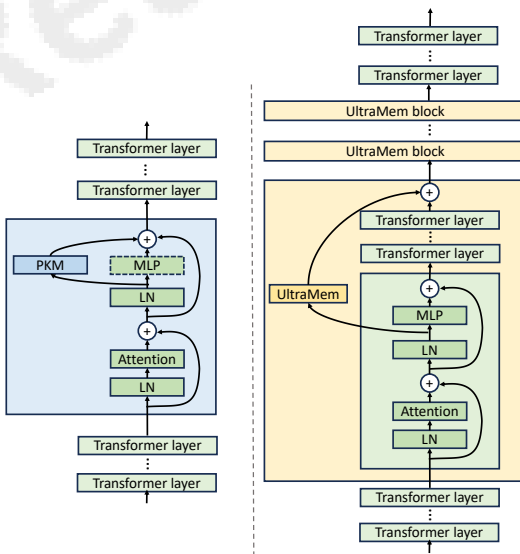 Transformer layer
...
Transformer layer
+
PKM
MLP
LN
+
Attention
LN
Transformer layer
...
Transformer layer
Transformer layer
...
Transformer layer
UltraMem block
...
UltraMem block
+
Transformer layer
...
Transformer layer
+
UltraMem
MLP
LN
+
Attention
LN
Transformer layer
...
Transformer layer